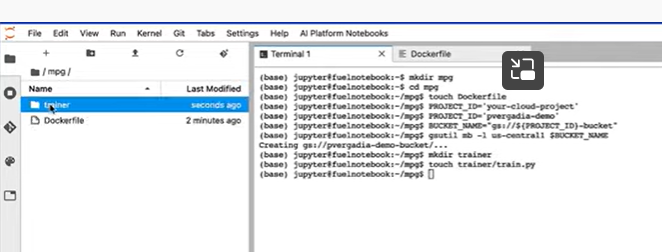 File Edit View Run Kernel Git Tabs Settings Help AI Platform Notebooks
/ mpg /
Name Last Modified
trainer seconds ago
Dockerfile 2 minutes ago
Terminal 1 Dockerfile
(base) jupyter@fuelnotebook:~$ mkdir mpg
(base) jupyter@fuelnotebook:~$ cd mpg
(base) jupyter@fuelnotebook:~/mpg$ touch Dockerfile
(base) jupyter@fuelnotebook:~/mpg$ PROJECT_ID='your-cloud-project'
(base) jupyter@fuelnotebook:~/mpg$ PROJECT_ID='pvergadia-demo'
(base) jupyter@fuelnotebook:~/mpg$ BUCKET_NAME="gs://${PROJECT_ID}-bucket"
(base) jupyter@fuelnotebook:~/mpg$ gsutil mb -l us-central1 $BUCKET_NAME
Creating gs://pvergadia-demo-bucket/...
(base) jupyter@fuelnotebook:~/mpg$ mkdir trainer
(base) jupyter@fuelnotebook:~/mpg$ touch trainer/train.py
(base) jupyter@fuelnotebook:~/mpg$